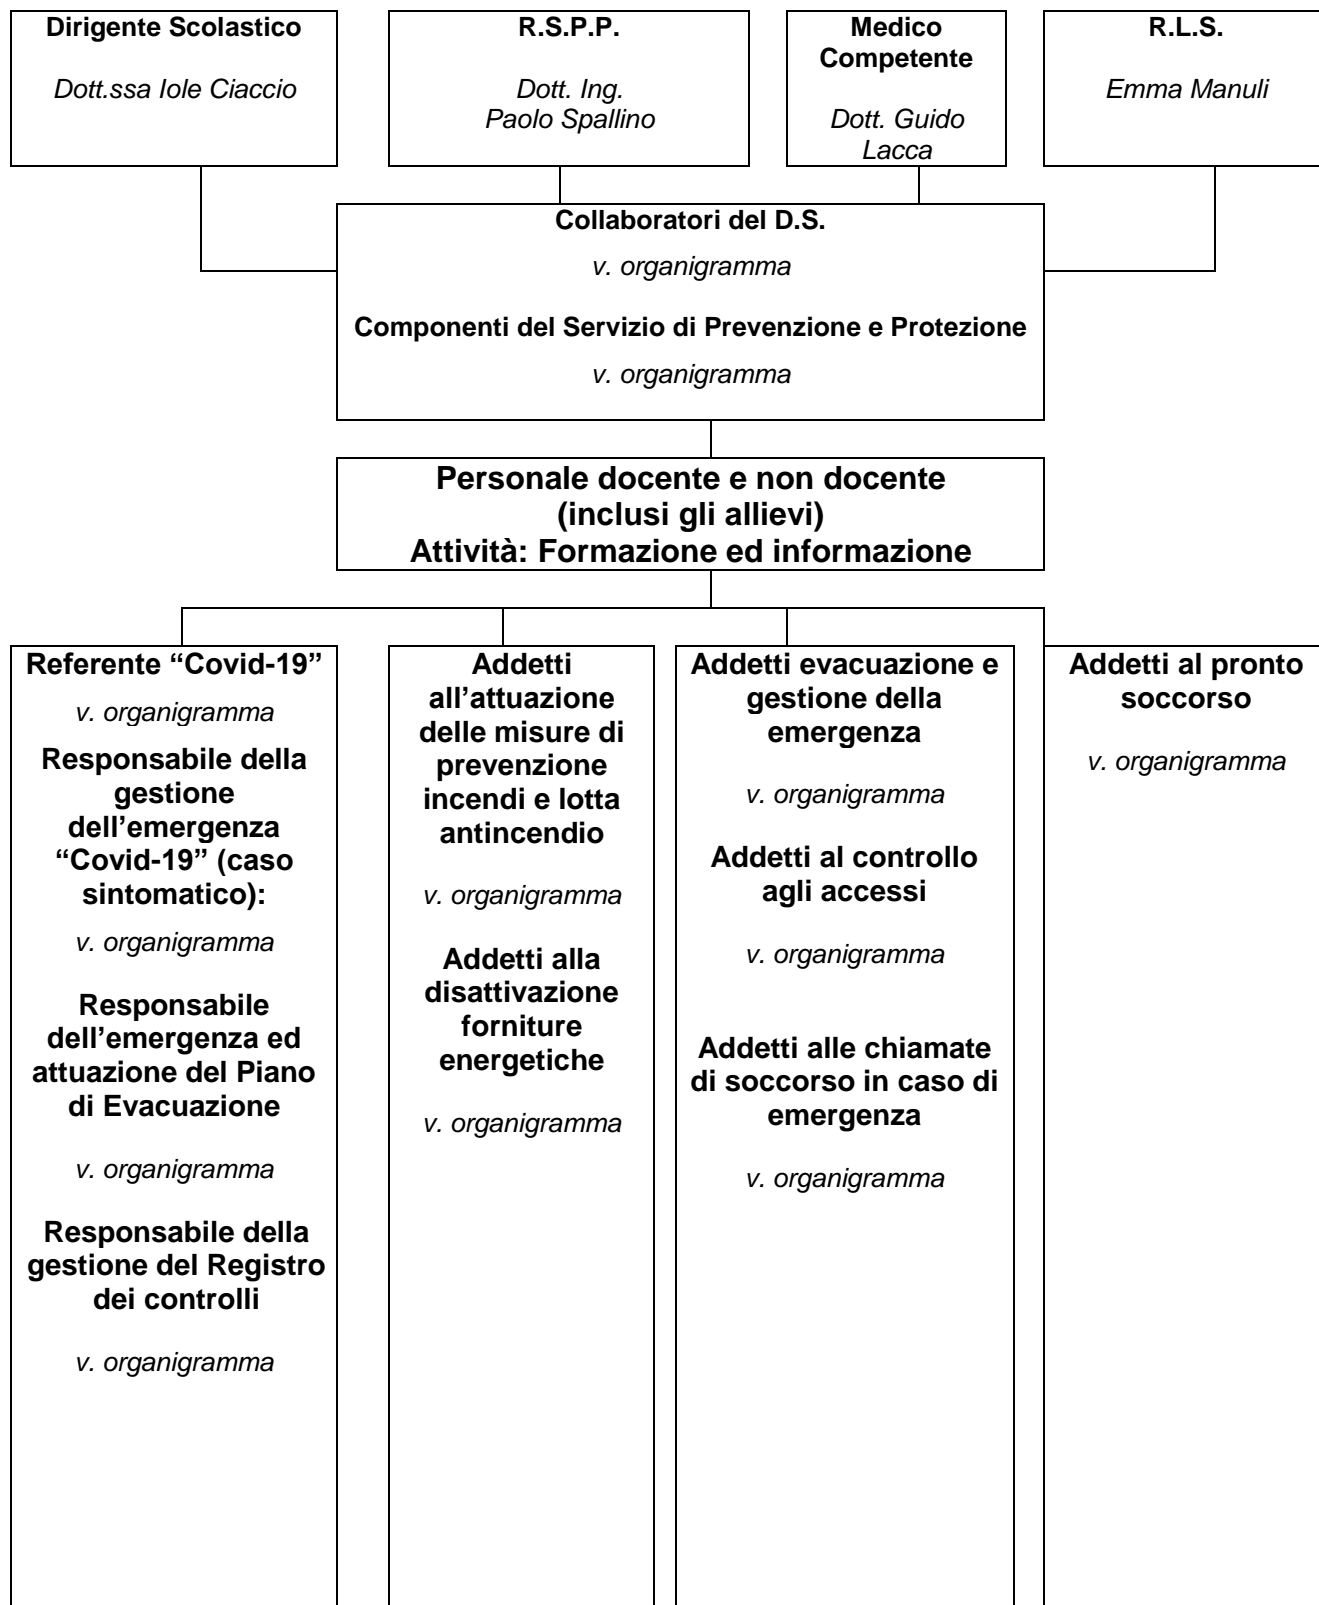 Dirigente Scolastico
Dott.ssa Iole Ciaccio
R.S.P.P.
Dott. Ing.
Paolo Spallino
Medico
Competente
Dott. Guido
Lacca
R.L.S.
Emma Manuli
Collaboratori del D.S.
v. organigramma
Componenti del Servizio di Prevenzione e Protezione
v. organigramma
Personale docente e non docente
(inclusi gli allievi)
Attività: Formazione ed informazione
Referente “Covid-19”
v. organigramma
Responsabile della
gestione
dell’emergenza
“Covid-19” (caso
sintomatico):
v. organigramma
Responsabile
dell’emergenza ed
attuazione del Piano
di Evacuazione
v. organigramma
Responsabile della
gestione del Registro
dei controlli
v. organigramma
Addetti
all’attuazione
delle misure di
prevenzione
incendi e lotta
antincendio
v. organigramma
Addetti alla
disattivazione
forniture
energetiche
v. organigramma
Addetti evacuazione e
gestione della
emergenza
v. organigramma
Addetti al controllo
agli accessi
v. organigramma
Addetti alle chiamate
di soccorso in caso di
emergenza
v. organigramma
Addetti al pronto
soccorso
v. organigramma